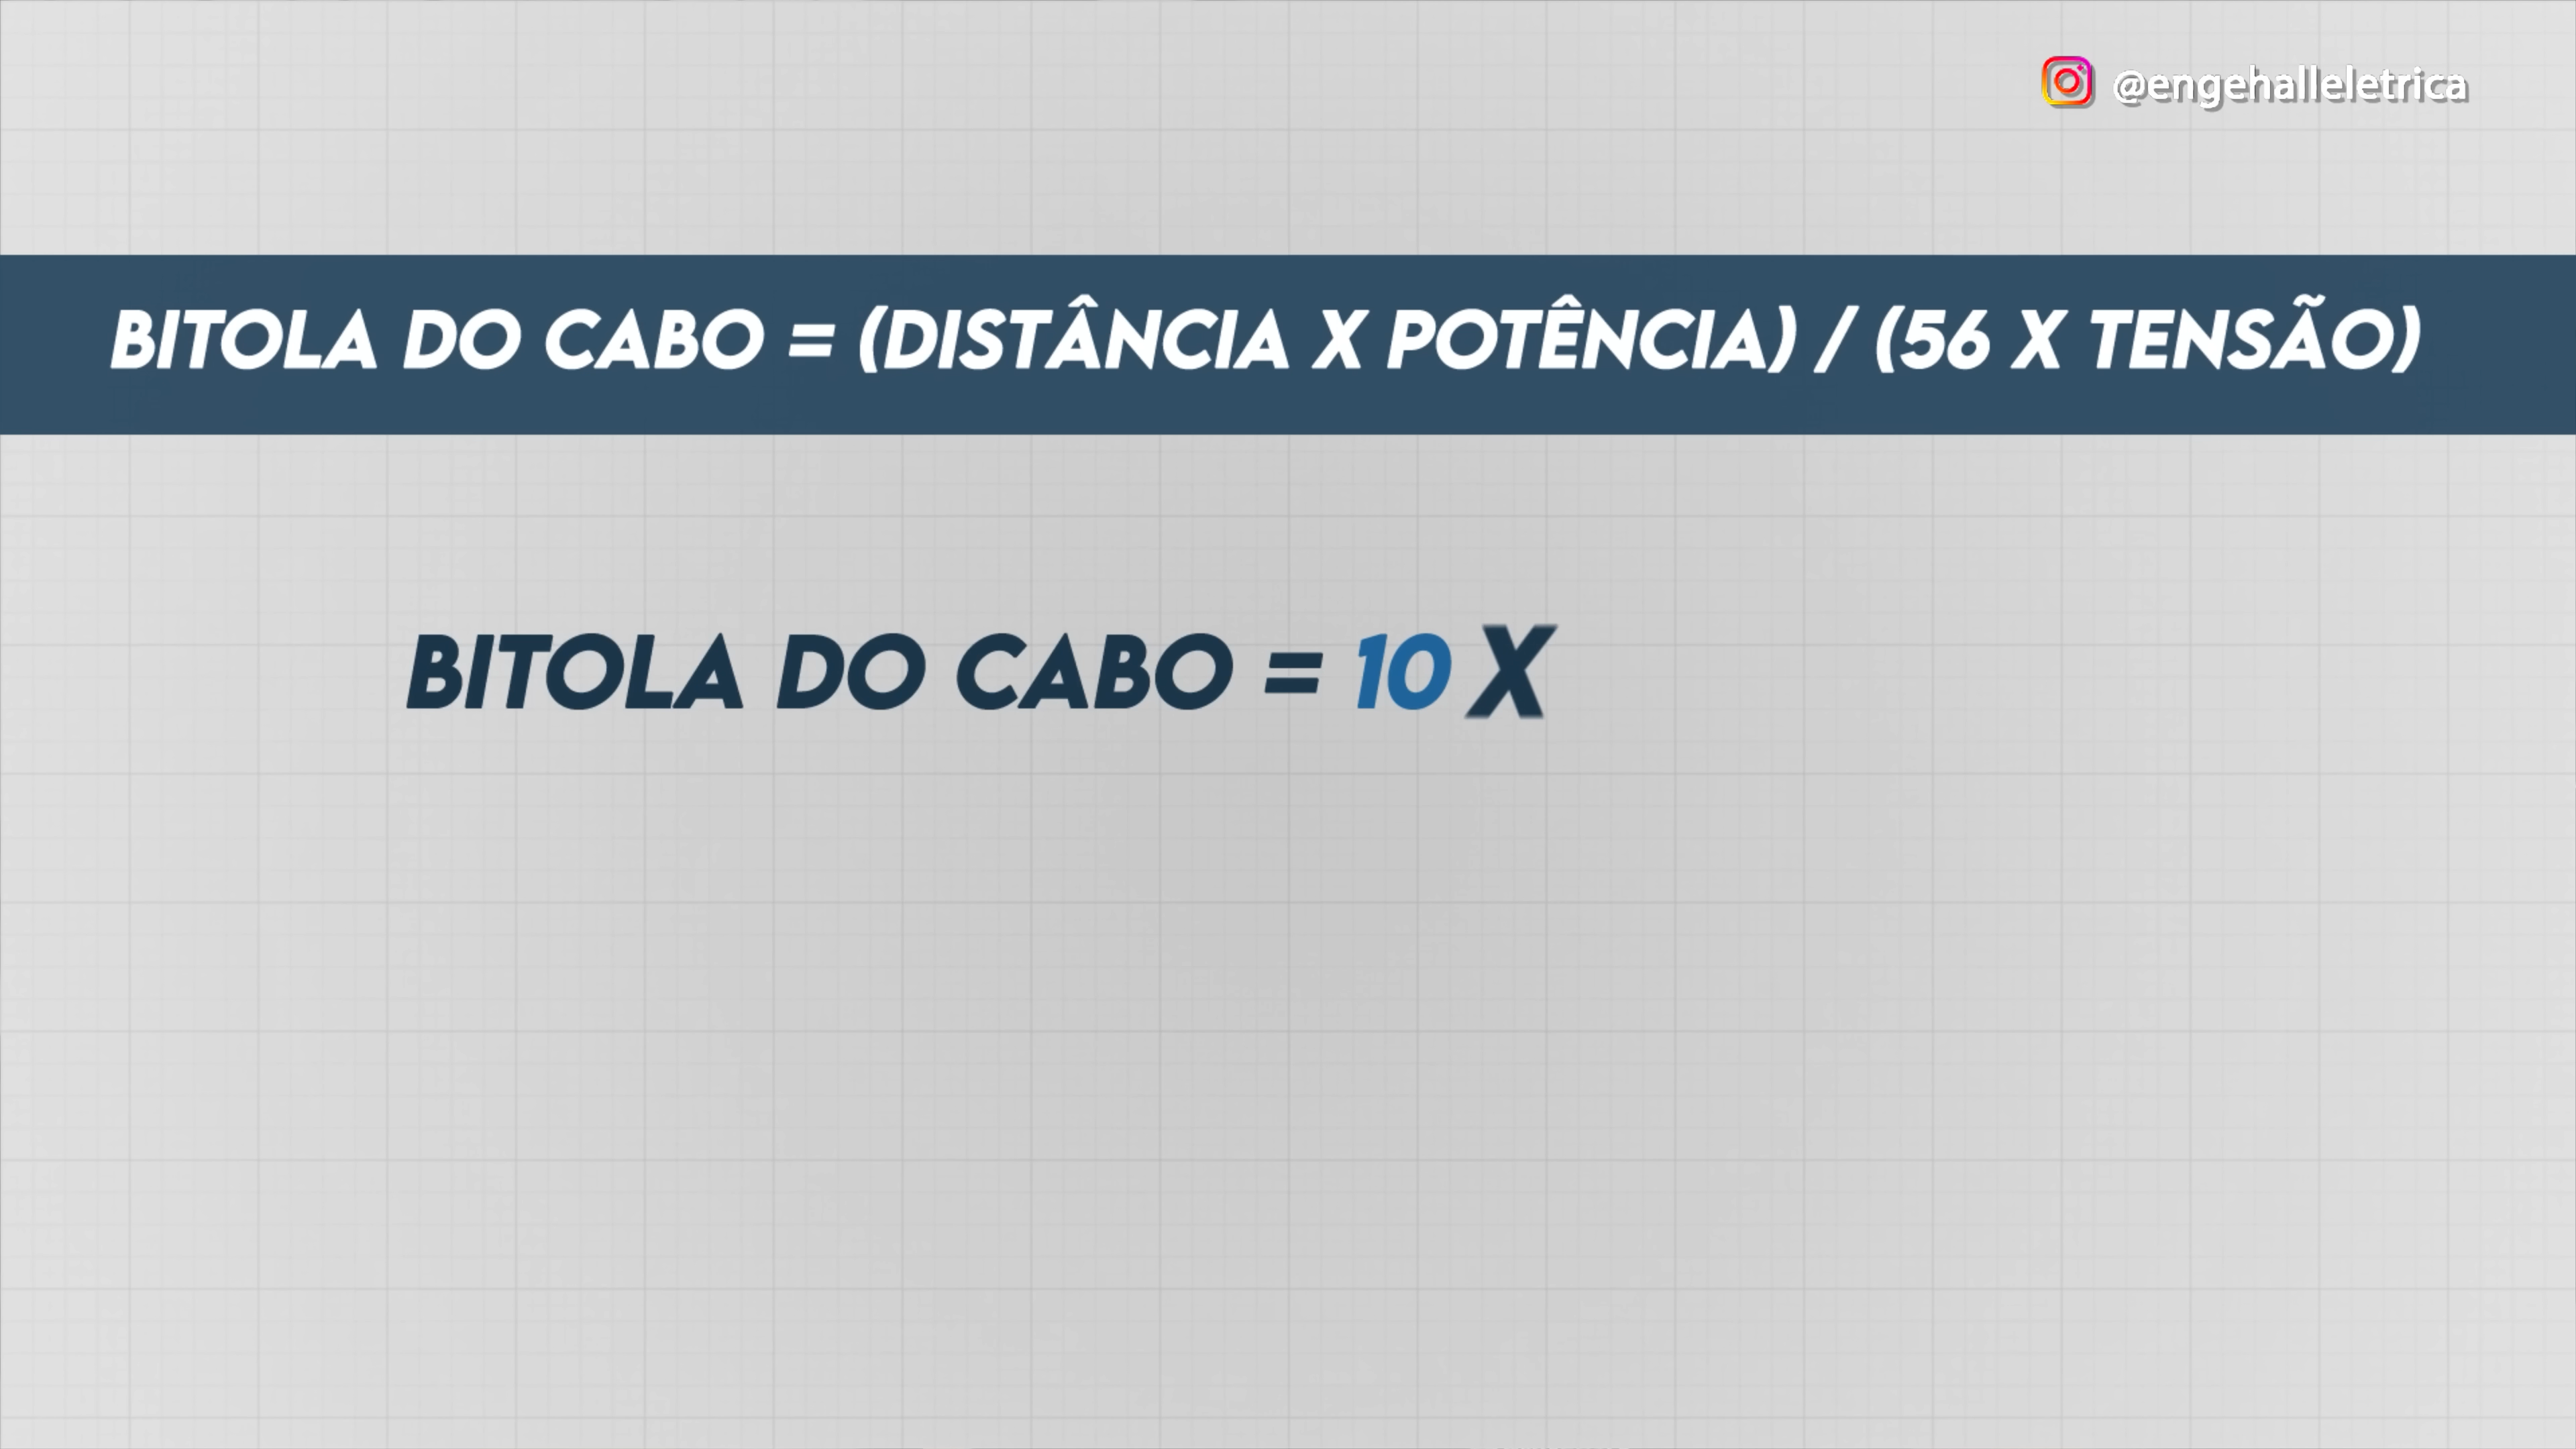 @engehalleletrica
BITOLA DO CABO = (DISTÂNCIA X POTÊNCIA) / (56 X TENSÃO)
BITOLA DO CABO = 10 X